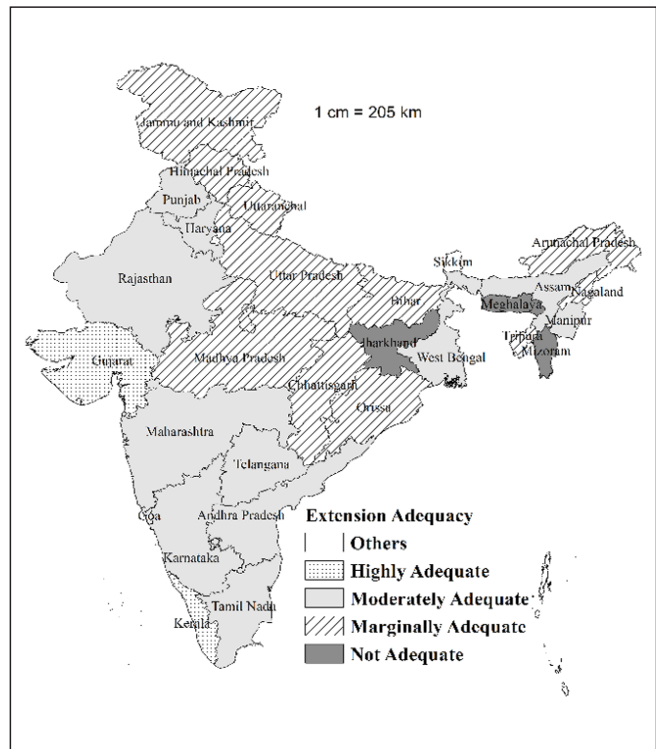 1 cm = 205 km
Jammu and Kashmir
Himachal Pradesh
Punjab
Uttaranchal
Haryana
Rajasthan
Uttar Pradesh
Bihar
Sikkim
Arunachal Pradesh
Assam
Nagaland
Meghalaya
Manipur
Tripura
Mizoram
Gujarat
Madhya Pradesh
Jharkhand
West Bengal
Chhattisgarh
Orissa
Maharashtra
Telangana
Goa
Andhra Pradesh
Karnataka
Tamil Nadu
Kerala
Extension Adequacy
Others
Highly Adequate
Moderately Adequate
Marginally Adequate
Not Adequate